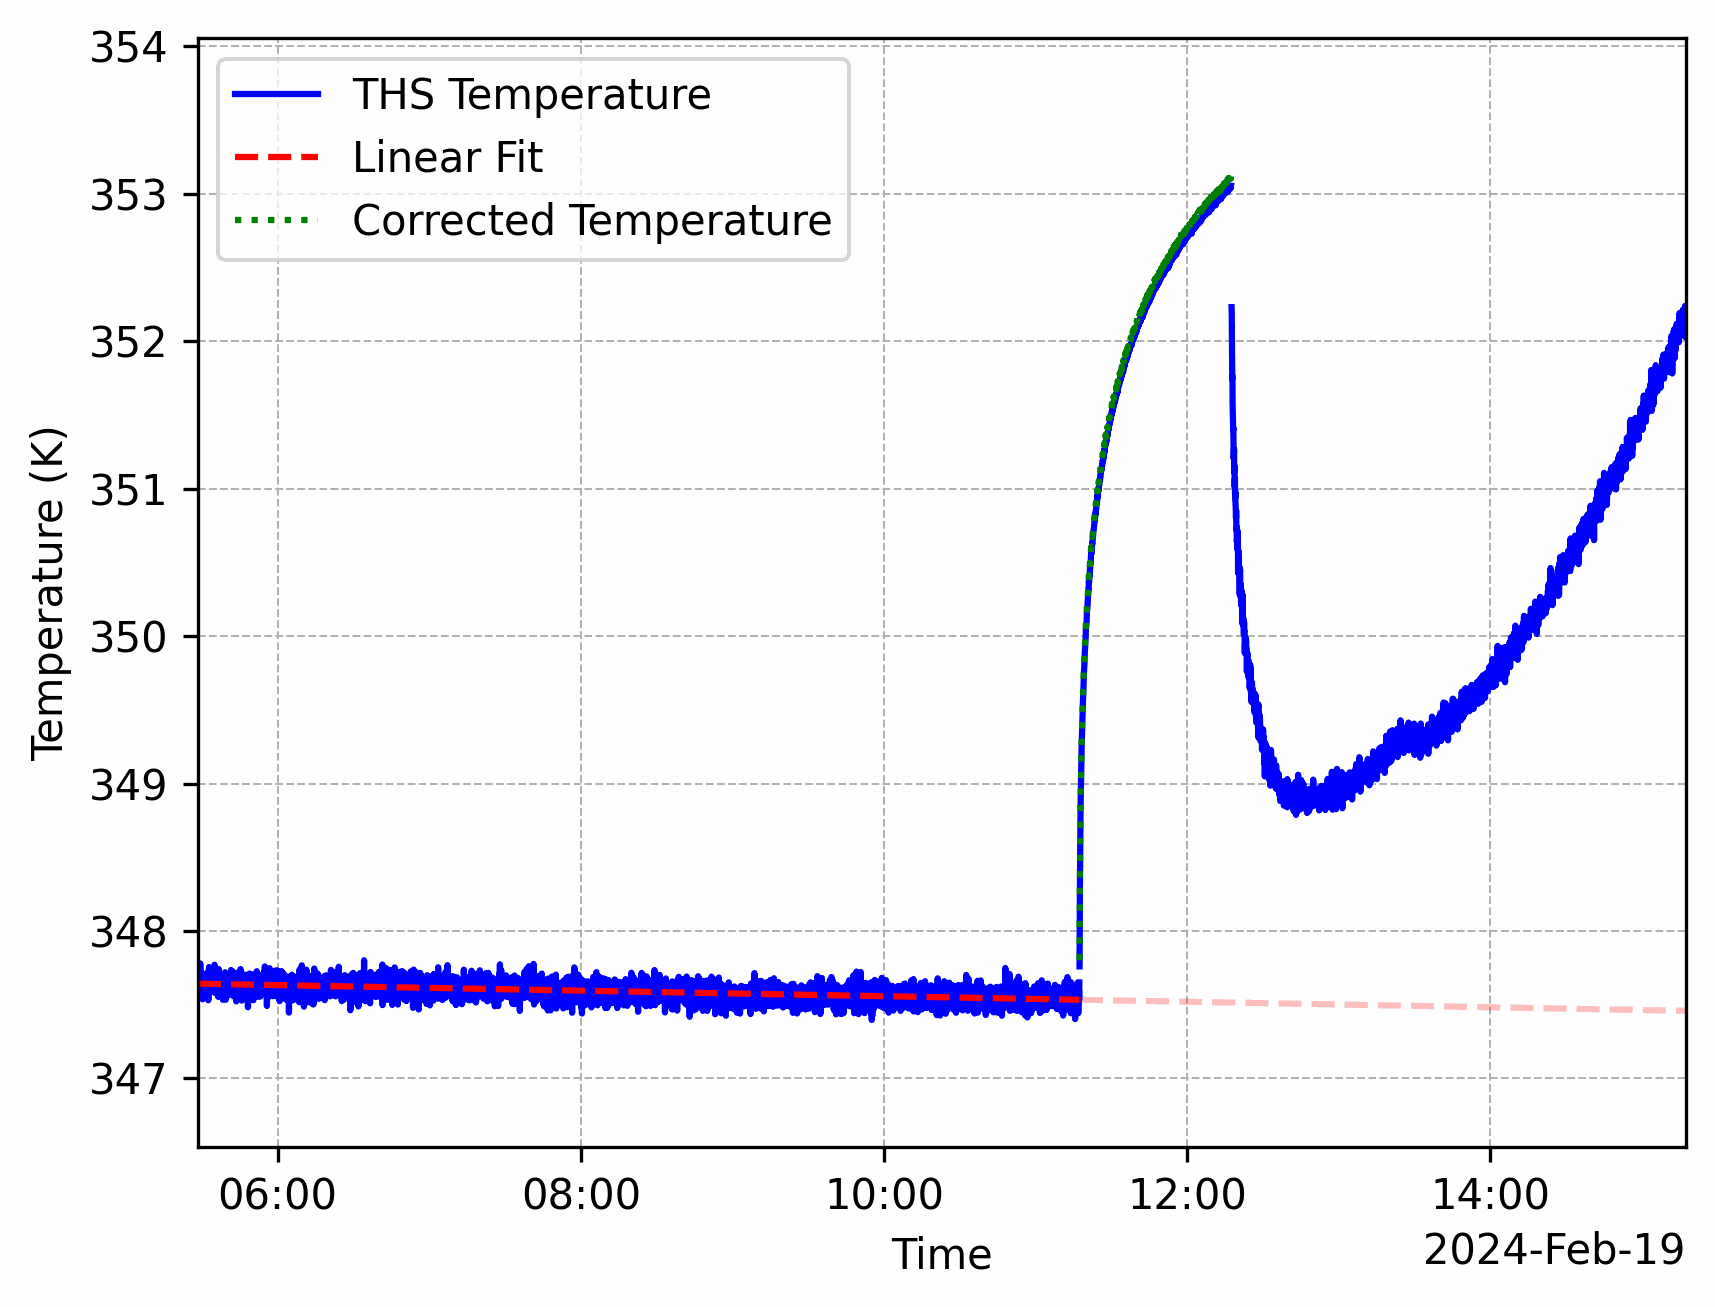 354
353
352
351
350
349
348
347
Temperature (K)
THS Temperature
Linear Fit
Corrected Temperature
06:00 08:00 10:00 12:00 14:00
Time
2024-Feb-19